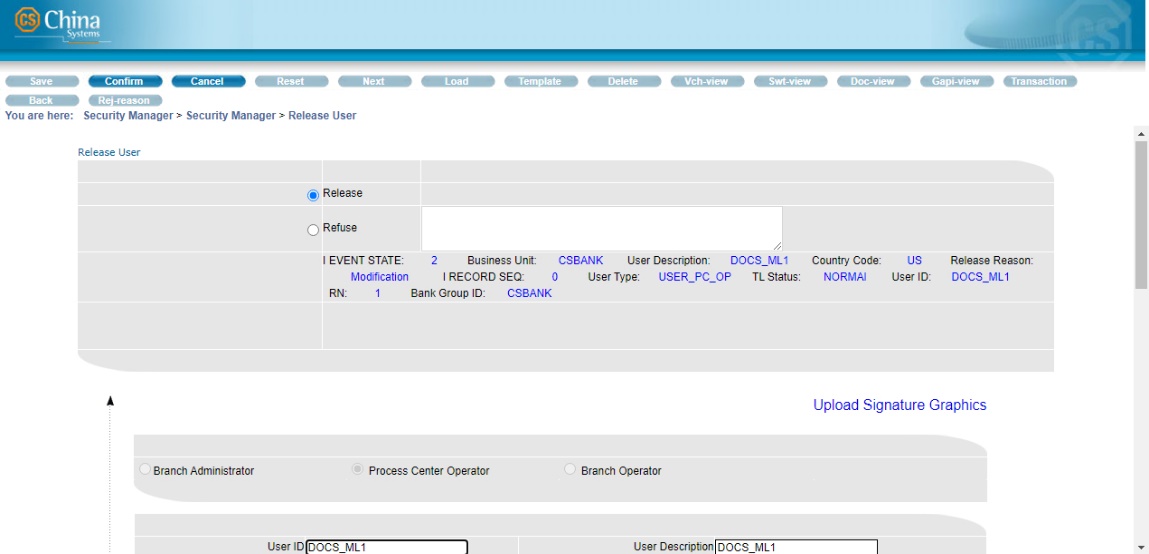 CS China
Systems
Save Confirm Cancel Reset Next Load Template Delete Vch-view Swt-view Doc-view Gapi-view Transaction
Back Rej-reason
You are here: Security Manager > Security Manager > Release User
Release User
Release
Refuse
I EVENT STATE: 2 Business Unit: CSBANK User Description: DOCS_ML1 Country Code: US Release Reason:
Modification I RECORD SEQ: 0 User Type: USER_PC_OP TL Status: NORMAl User ID: DOCS_ML1
RN: 1 Bank Group ID: CSBANK
Upload Signature Graphics
Branch Administrator Process Center Operator Branch Operator
User ID DOCS_ML1 User Description DOCS_ML1